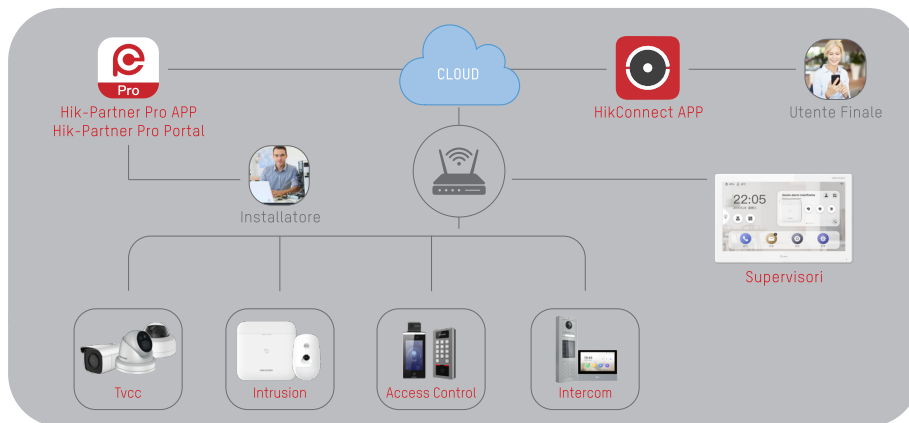 CLOUD
Pro
Hik-Partner Pro APP
Hik-Partner Pro Portal
HikConnect APP
Utente Finale
Installatore
22:05
Supervisori
Tvcc
Intrusion
Access Control
Intercom